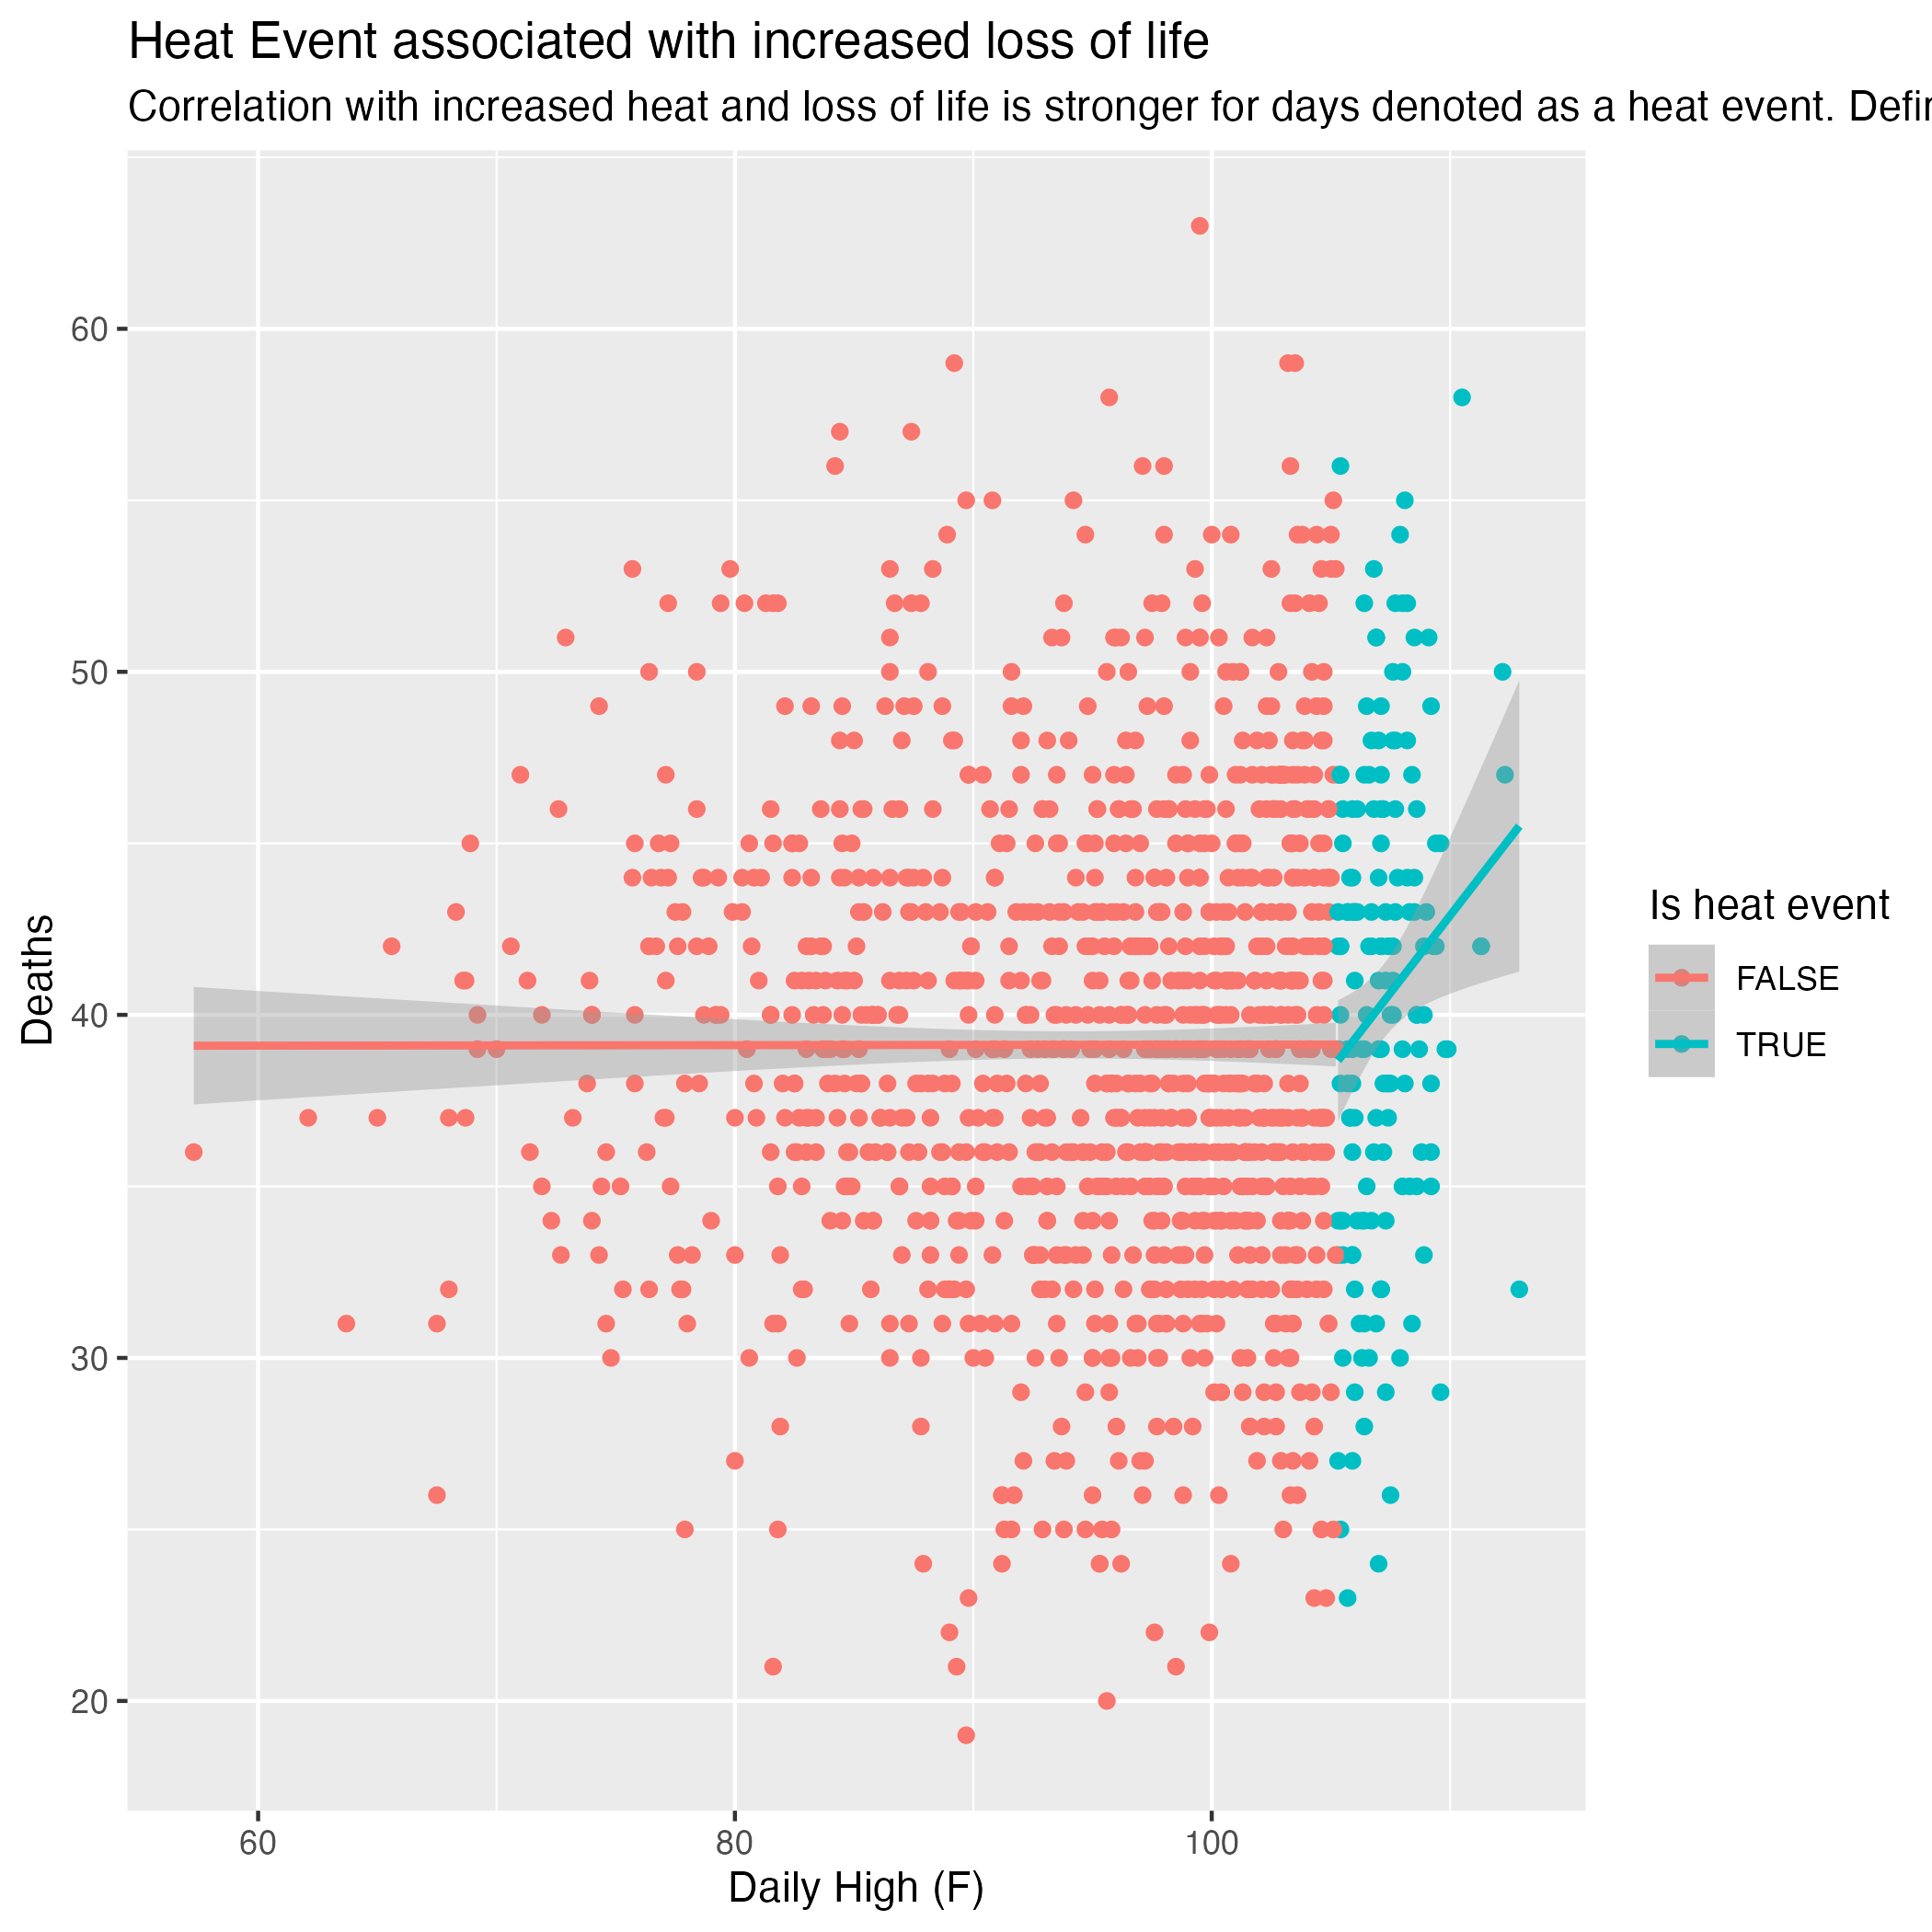 Heat Event associated with increased loss of life
Correlation with increased heat and loss of life is stronger for days denoted as a heat event.
60
50
40
30
20
Deaths
60
80
100
Daily High (F)
Is heat event
FALSE
TRUE